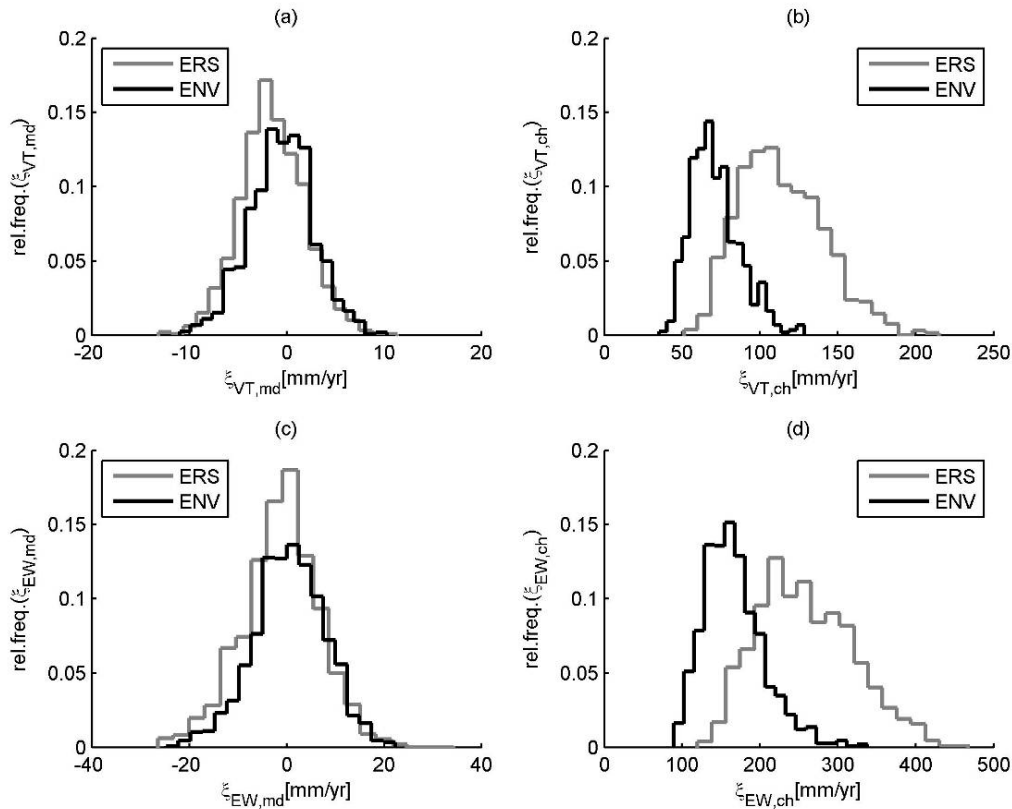 (a)
0.2
0.15
0.1
0.05
0
rel.freq.(ξVT,md)
ERS
ENV
-20
-10
0
10
20
ξVT,md[mm/yr]
(b)
0.2
0.15
0.1
0.05
0
rel.freq.(ξVT,ch)
ERS
ENV
0
50
100
150
200
250
ξVT,ch[mm/yr]
(c)
0.2
0.15
0.1
0.05
0
rel.freq.(ξEW,md)
ERS
ENV
-40
-20
0
20
40
ξEW,md[mm/yr]
(d)
0.2
0.15
0.1
0.05
0
rel.freq.(ξEW,ch)
ERS
ENV
0
100
200
300
400
500
ξEW,ch[mm/yr]